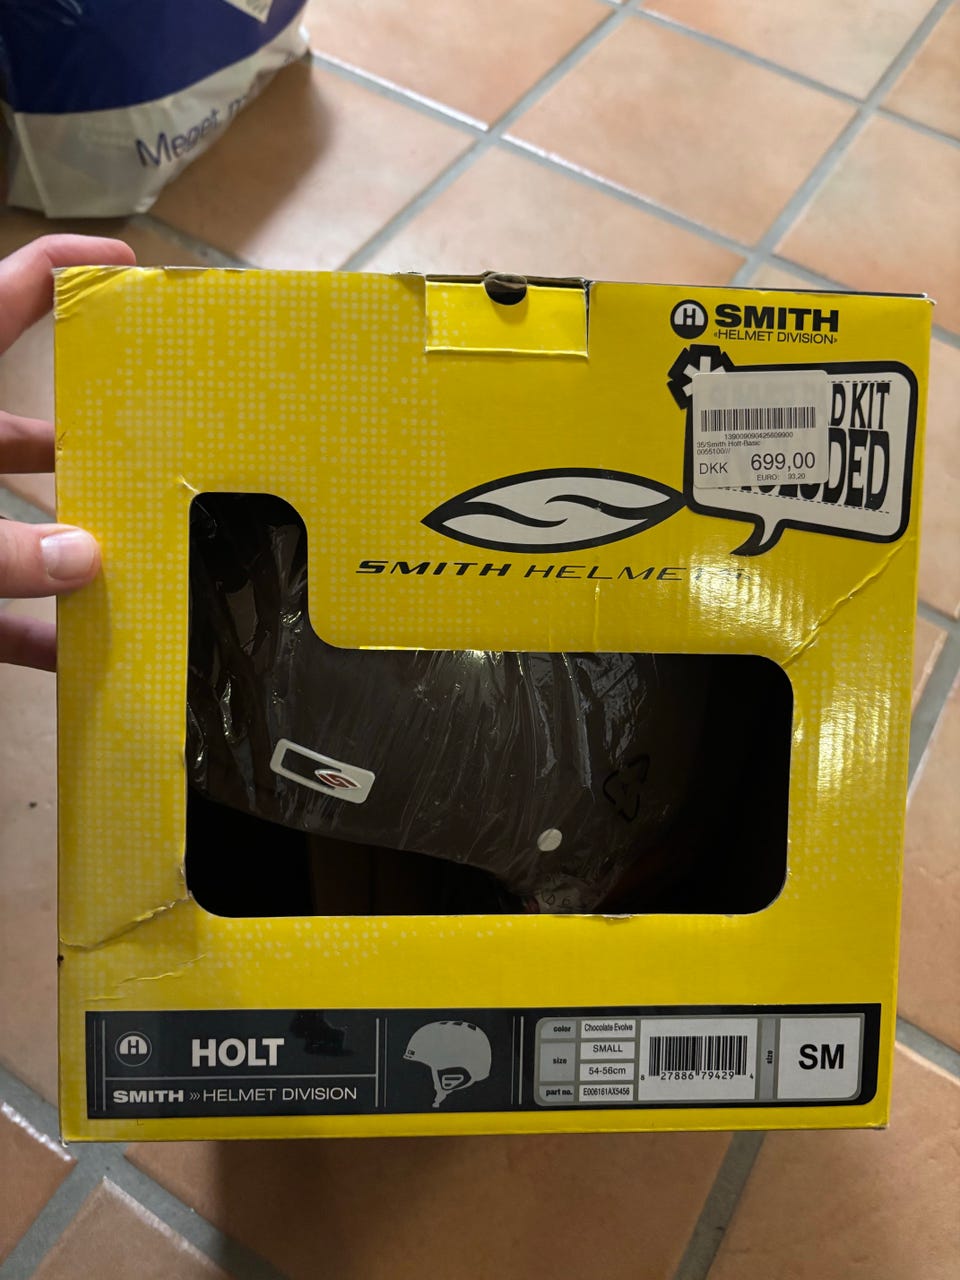 Meget
H SMITH
«HELMET DIVISION»
D KIT
139009090425609900
35/Smith Holt-Basic
0055100///
DKK 699,00
EURO: 93,20
DED
SMITH HELME
S
H HOLT
SMITH »» HELMET DIVISION
color Chocolate Evolve
size SMALL
54-56cm
part no. E006161AX5456
8 27886 79429 4
size SM